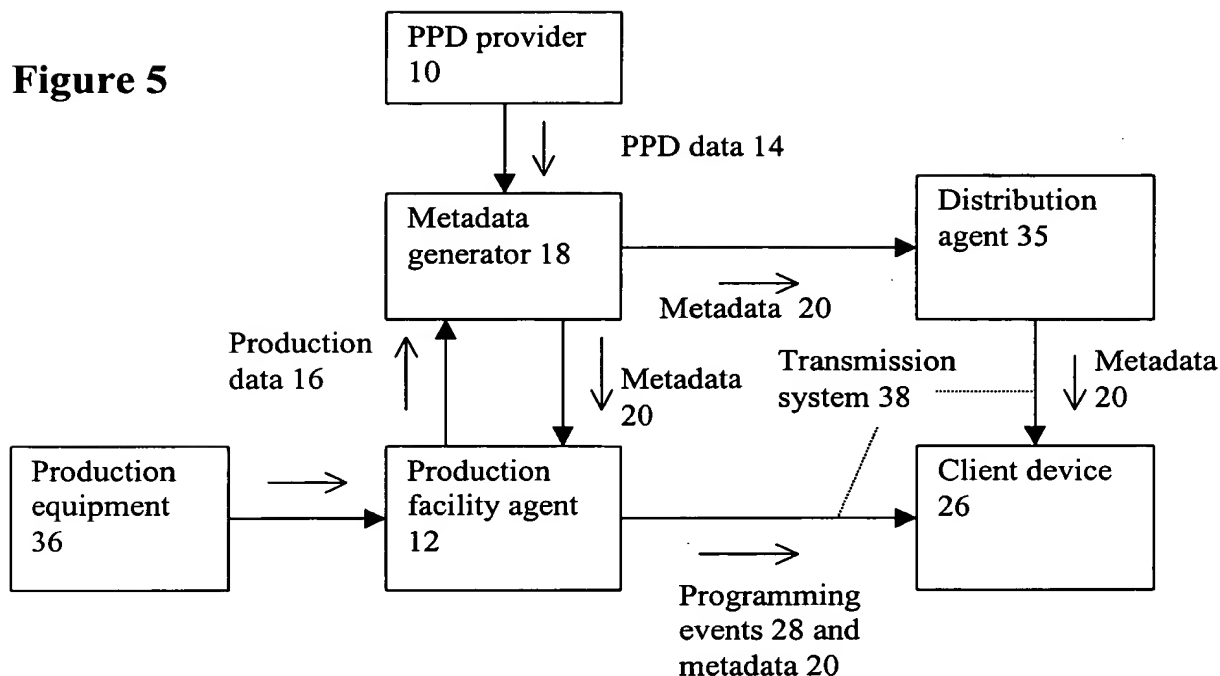 Figure 5
PPD provider
10
PPD data 14
Metadata
generator 18
Distribution
agent 35
Metadata 20
Production
data 16
Metadata
20
Transmission
system 38
Metadata
20
Production
equipment
36
Production
facility agent
12
Client device
26
Programming
events 28 and
metadata 20